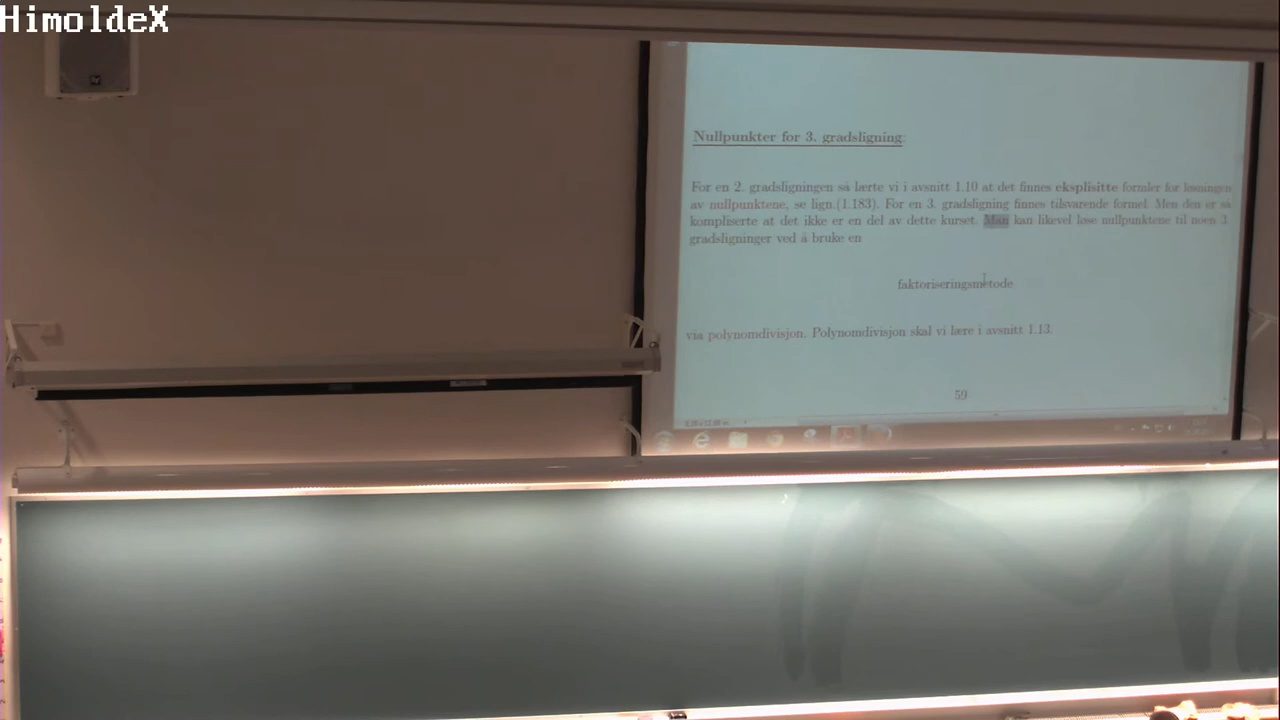 HimoldeX
Nullpunkter for 3. gradsligning:
For en 2. gradsligningen så lærte vi i avsnitt 1.10 at det finnes eksplisitte formler for løsningen
av nullpunktene, se lign.(1.183). For en 3. gradsligning finnes tilsvarende formel. Men den er så
kompliserte at det ikke er en del av dette kurset. Man kan likevel løse nullpunktene til noen 3.
gradsligninger ved å bruke en
faktoriseringsmetode
via polynomdivisjon. Polynomdivisjon skal vi lære i avsnitt 1.13.
59